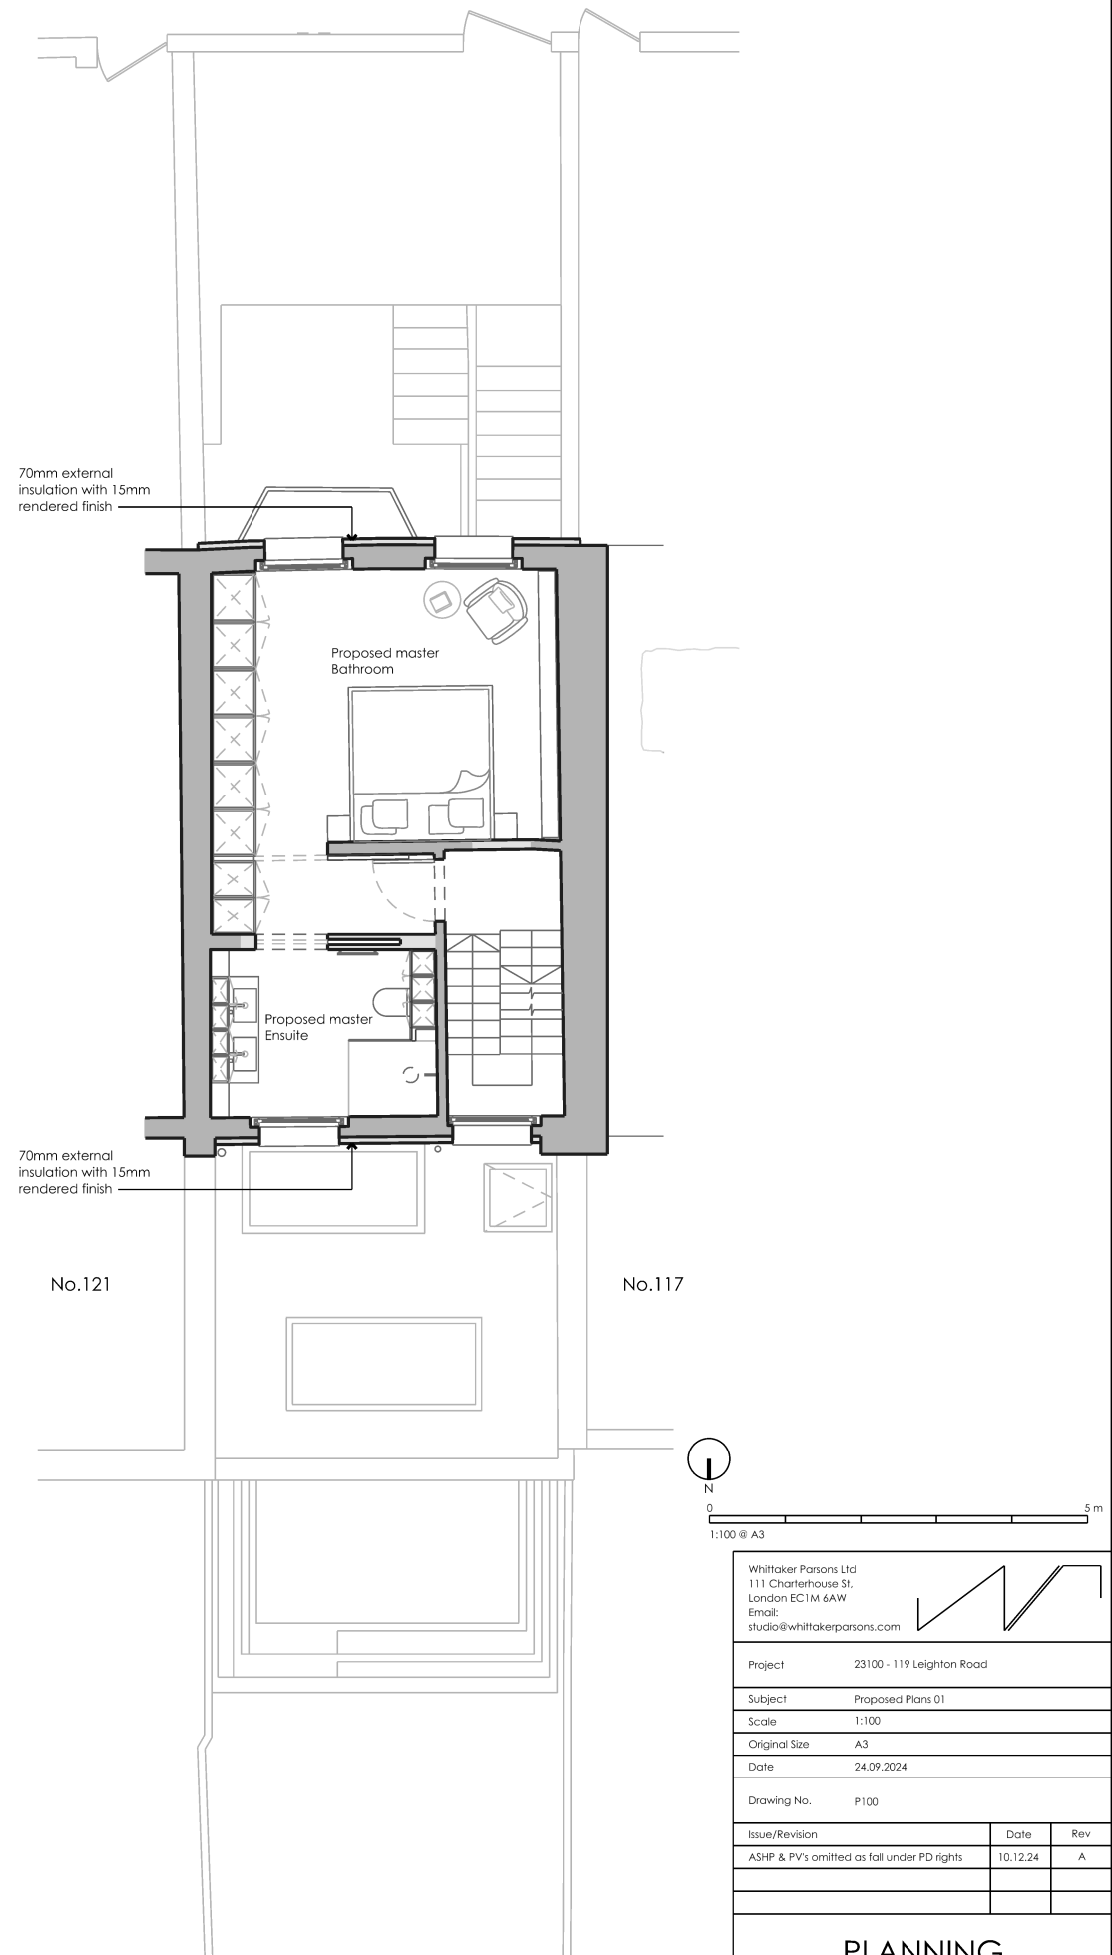 70mm external
insulation with 15mm
rendered finish
Proposed master
Bathroom
Proposed master
Ensuite
70mm external
insulation with 15mm
rendered finish
No.121
No.117
N
0
5 m
1:100 @ A3
Whittaker Parsons Ltd
111 Charterhouse St,
London EC1M 6AW
Email:
studio@whittakerparsons.com
Project 23100 - 119 Leighton Road
Subject Proposed Plans 01
Scale 1:100
Original Size A3
Date 24.09.2024
Drawing No. P100
Issue/Revision Date Rev
ASHP & PV's omitted as fall under PD rights 10.12.24 A
PLANNING